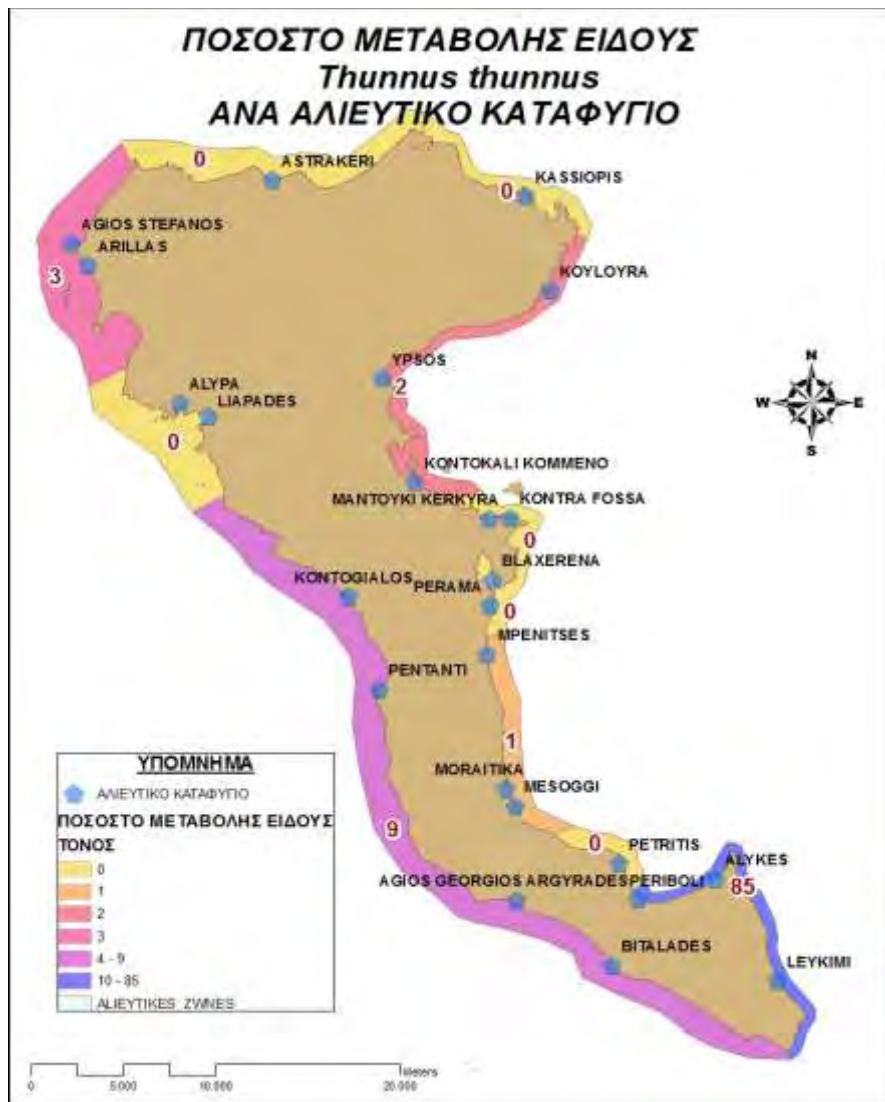 ΠΟΣΟΣΤΟ ΜΕΤΑΒΟΛΗΣ ΕΙΔΟΥΣ
Thunnus thunnus
ΑΝΑ ΑΛΙΕΥΤΙΚΟ ΚΑΤΑΦΥΓΙΟ
0
ASTRAKERI
KASSIOPIS
0
AGIOS STEFANOS
ARILLAS
3
KOYLOYRA
YPSOS
2
ALYPA
LIAPADES
0
N
W
E
S
KONTOKALI KOMMENO
MANTOYKI KERKYRA
KONTRA FOSSA
0
BLAXERENA
KONTOGIALOS
PERAMA
0
MPENITSES
PENTANTI
1
MORAITIKA
MESOGGI
9
0
PETRITIS
ALYKES
AGIOS GEORGIOS ARGYRADES
PERIBOLI
85
BITALADES
LEYKIMI
ΥΠΟΜΝΗΜΑ
ΑΛΙΕΥΤΙΚΟ ΚΑΤΑΦΥΓΙΟ
ΠΟΣΟΣΤΟ ΜΕΤΑΒΟΛΗΣ ΕΙΔΟΥΣ
ΤΟΝΟΣ
0
1
2
3
4 - 9
10 - 85
ALIEYTIKES ZWNES
Meters
0 5.000 10.000 20.000